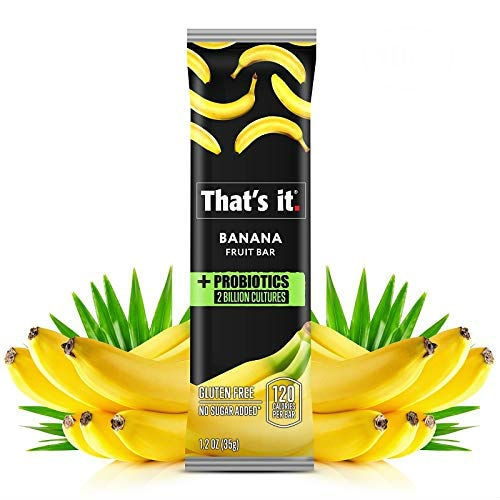 That's it.®
BANANA
FRUIT BAR
+ PROBIOTICS
2 BILLION CULTURES
GLUTEN FREE
NO SUGAR ADDED*
120
CALORIES
PER BAR
1.2 OZ (35g)